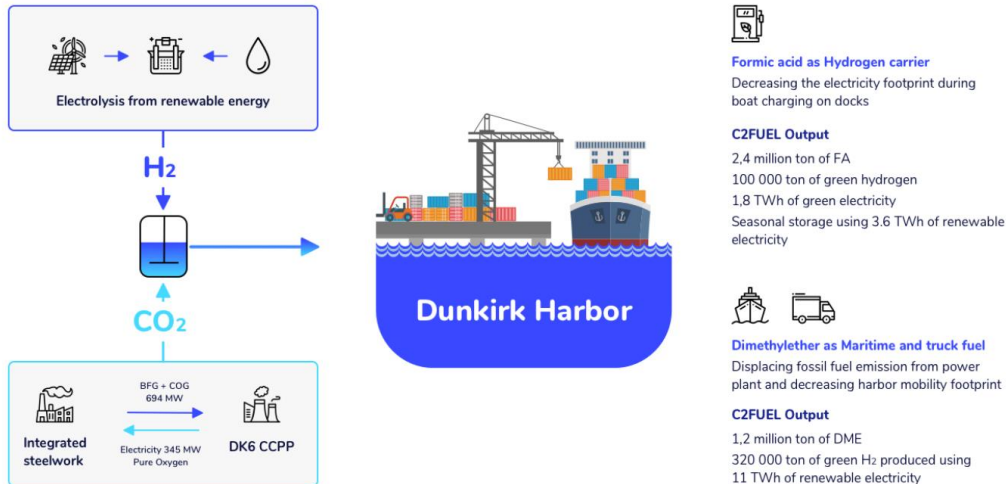 Electrolysis from renewable energy
H2
CO2
BFG + COG
694 MW
Integrated
steelwork
Electricity 345 MW
Pure Oxygen
DK6 CCPP
Dunkirk Harbor
Formic acid as Hydrogen carrier
Decreasing the electricity footprint during
boat charging on docks
C2FUEL Output
2,4 million ton of FA
100 000 ton of green hydrogen
1,8 TWh of green electricity
Seasonal storage using 3.6 TWh of renewable
electricity
Dimethylether as Maritime and truck fuel
Displacing fossil fuel emission from power
plant and decreasing harbor mobility footprint
C2FUEL Output
1,2 million ton of DME
320 000 ton of green H2 produced using
11 TWh of renewable electricity